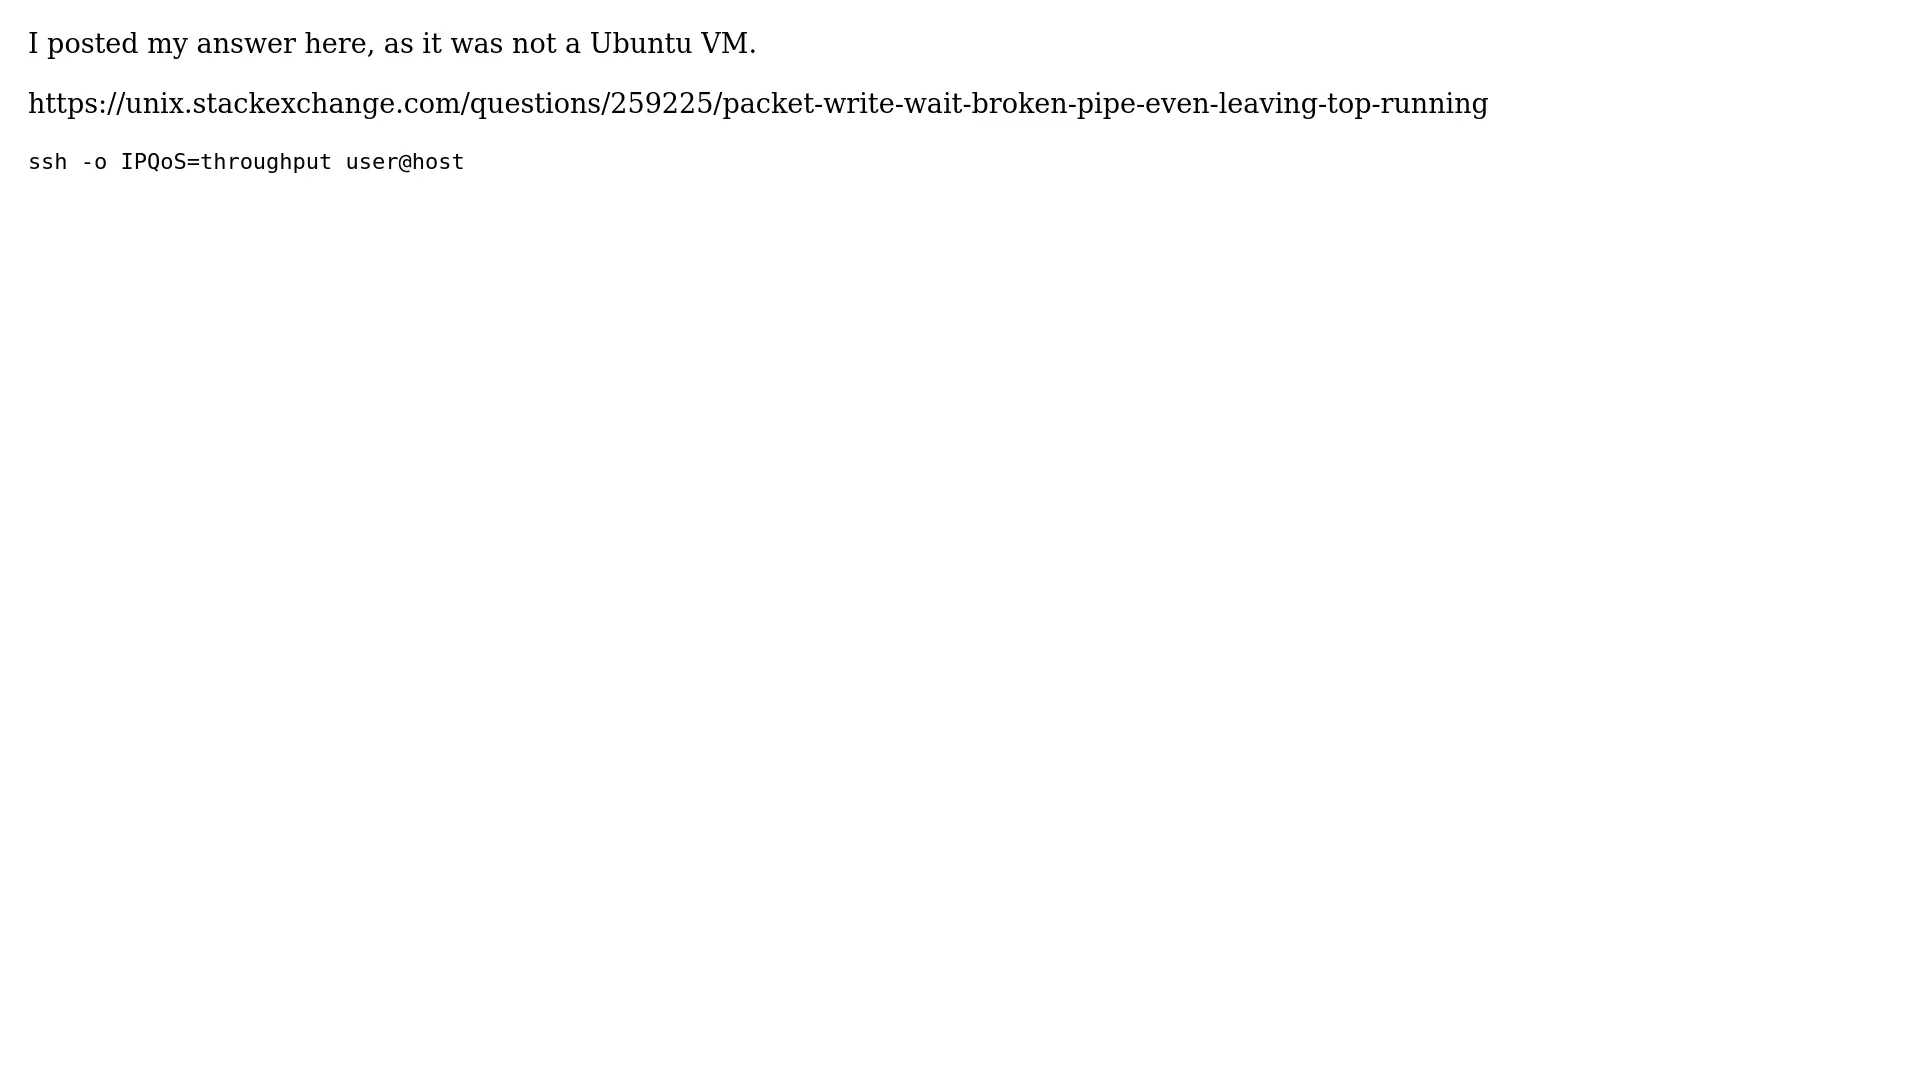 I posted my answer here, as it was not a Ubuntu VM.
https://unix.stackexchange.com/questions/259225/packet-write-wait-broken-pipe-even-leaving-top-running
ssh -o IPQoS=throughput user@host